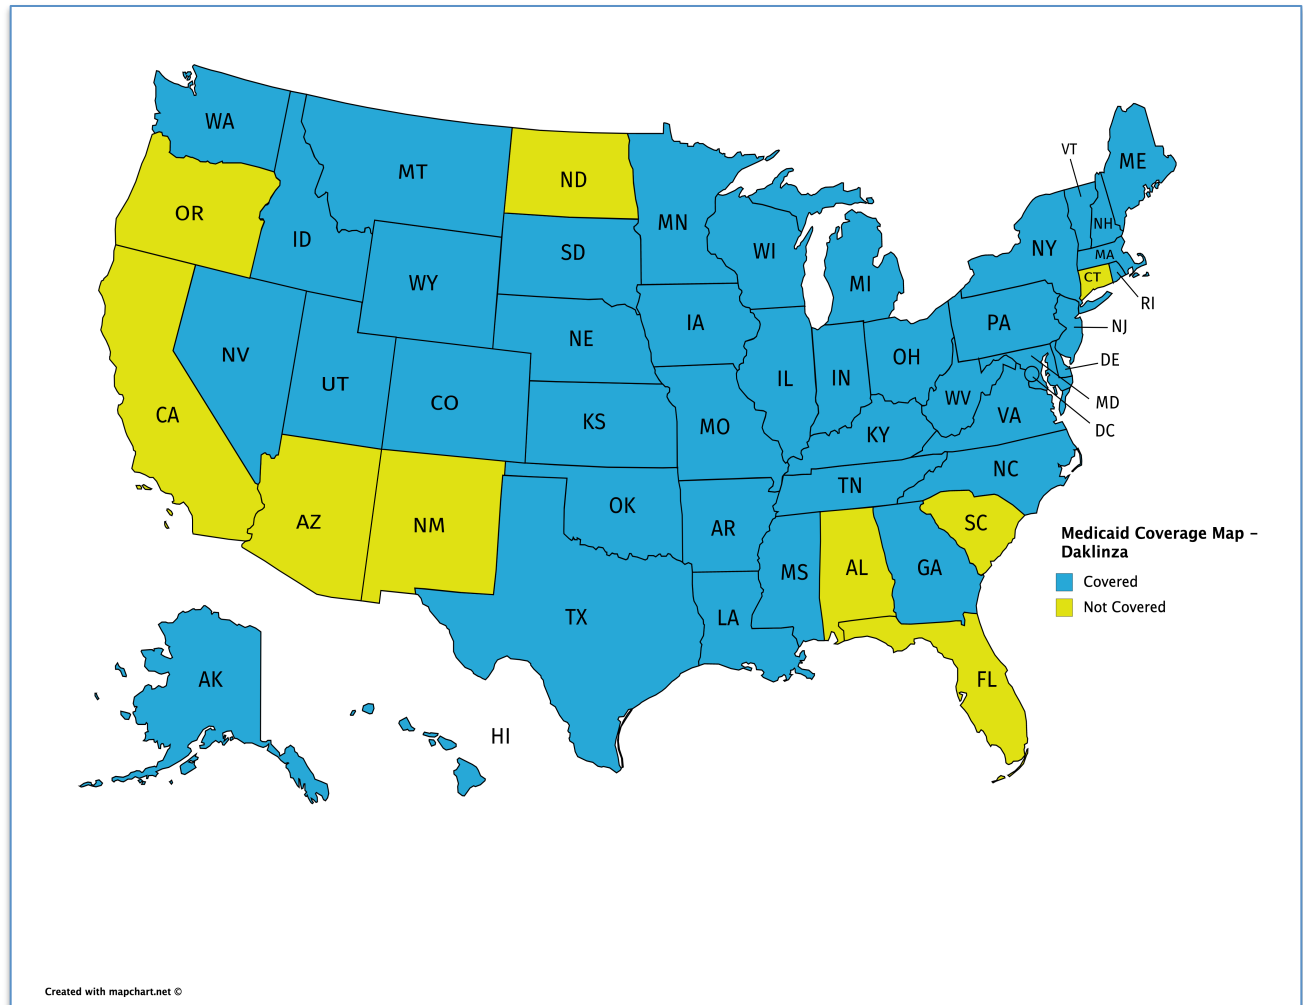 WA
MT
ND
OR
ID
WY
SD
MN
WI
MI
VT
ME
NH
NY
MA
CT
RI
NV
UT
CO
NE
IA
PA
NJ
OH
DE
IL
IN
WV
MD
CA
KS
MO
KY
VA
DC
NC
TN
AZ
NM
OK
AR
SC
MS
AL
GA
TX
LA
FL
AK
HI
Medicaid Coverage Map –
Daklinza
Covered
Not Covered
Created with mapchart.net ©